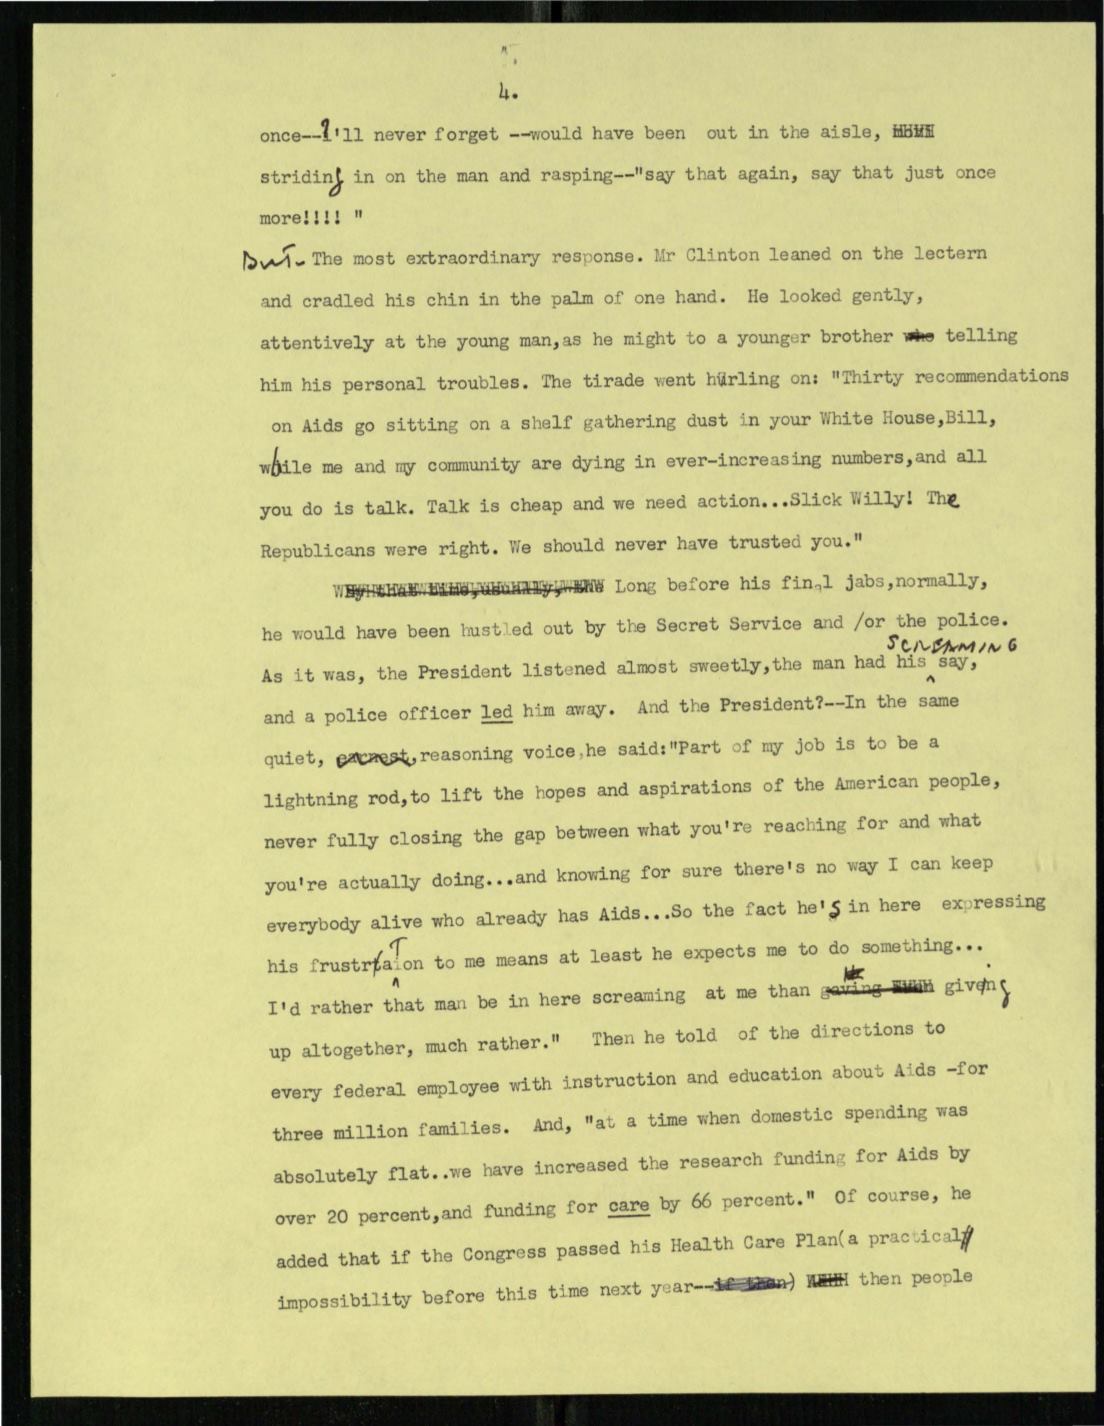 4.
once--I'll never forget --would have been out in the aisle,
striding in on the man and rasping--"say that again, say that just once
more!!!! "
But- The most extraordinary response. Mr Clinton leaned on the lectern
and cradled his chin in the palm of one hand. He looked gently,
attentively at the young man,as he might to a younger brother who telling
him his personal troubles. The tirade went hurling on: "Thirty recommendations
on Aids go sitting on a shelf gathering dust in your White House,Bill,
while me and my community are dying in ever-increasing numbers,and all
you do is talk. Talk is cheap and we need action...Slick Willy! The
Republicans were right. We should never have trusted you."
Long before his final jabs,normally,
he would have been hustled out by the Secret Service and /or the police.
SCREAMING
As it was, the President listened almost sweetly,the man had his say,
and a police officer led him away. And the President?--In the same
quiet, earnest,reasoning voice,he said:"Part of my job is to be a
lightning rod,to lift the hopes and aspirations of the American people,
never fully closing the gap between what you're reaching for and what
you're actually doing...and knowing for sure there's no way I can keep
everybody alive who already has Aids...So the fact he's in here expressing
his frustration to me means at least he expects me to do something...
I'd rather that man be in here screaming at me than giving
up altogether, much rather." Then he told of the directions to
every federal employee with instruction and education about Aids -for
three million families. And, "at a time when domestic spending was
absolutely flat..we have increased the research funding for Aids by
over 20 percent,and funding for care by 66 percent." Of course, he
added that if the Congress passed his Health Care Plan(a practical
impossibility before this time next year--if then) then people